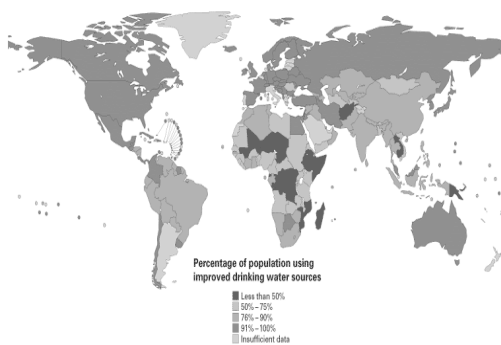 Percentage of population using
improved drinking water sources
Less than 50%
50%–75%
76%–90%
91%–100%
Insufficient data